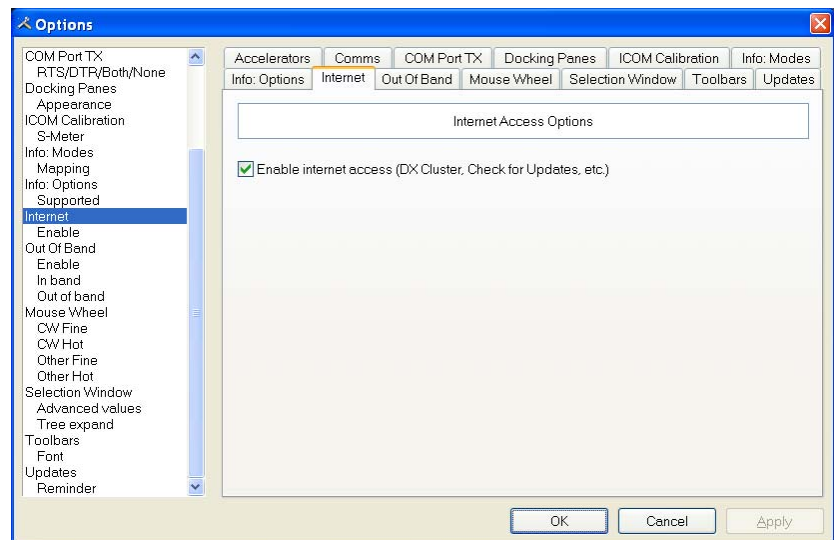 Options
COM Port TX
RTS/DTR/Both/None
Docking Panes
Appearance
ICOM Calibration
S-Meter
Info: Modes
Mapping
Info: Options
Supported
Internet
Enable
Out Of Band
Enable
In band
Out of band
Mouse Wheel
CW Fine
CW Hot
Other Fine
Other Hot
Selection Window
Advanced values
Tree expand
Toolbars
Font
Updates
Reminder
Accelerators Comms COM Port TX Docking Panes ICOM Calibration Info: Modes
Info: Options Internet Out Of Band Mouse Wheel Selection Window Toolbars Updates
Internet Access Options
Enable internet access (DX Cluster, Check for Updates, etc.)
OK Cancel Apply